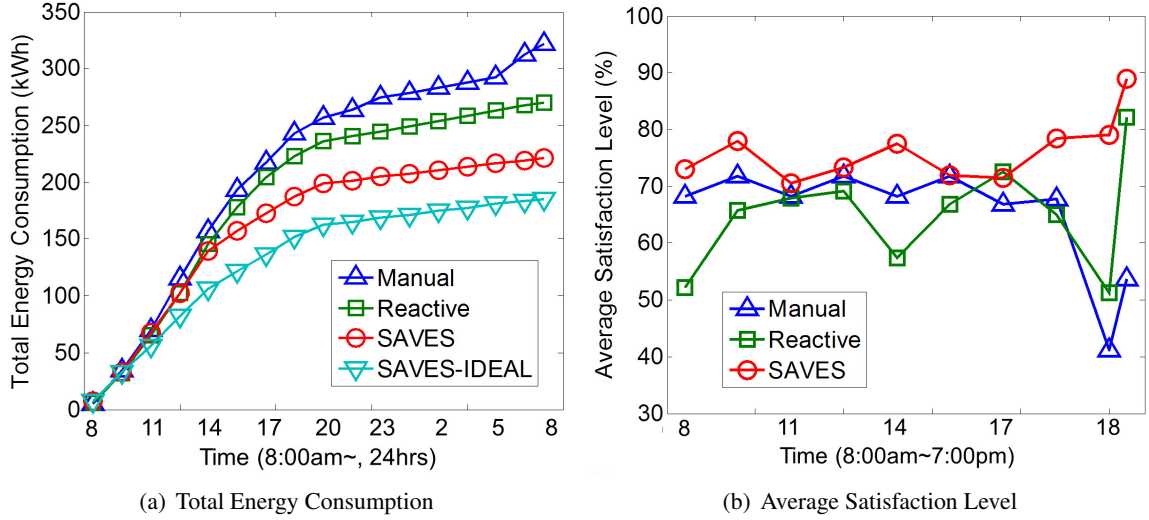 Total Energy Consumption (kWh)
350
300
250
200
150
100
50
0
Manual
Reactive
SAVES
SAVES-IDEAL
8 11 14 17 20 23 2 5 8
Time (8:00am~, 24hrs)
(a) Total Energy Consumption
Average Satisfaction Level (%)
100
90
80
70
60
50
40
30
Manual
Reactive
SAVES
8 11 14 17 18
Time (8:00am~7:00pm)
(b) Average Satisfaction Level